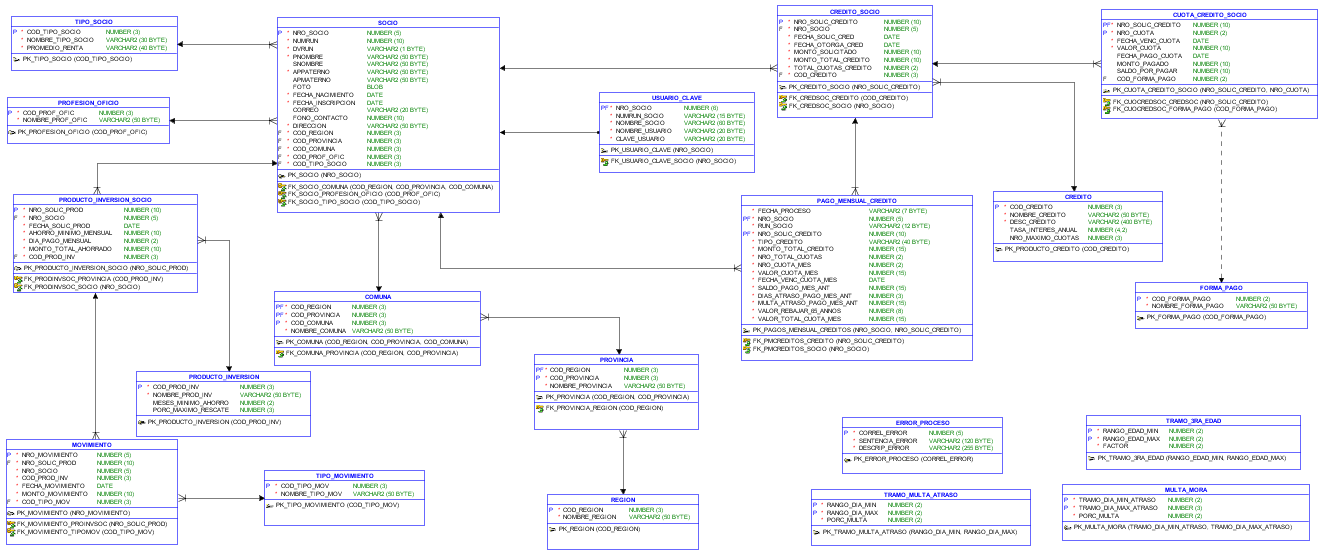 TIPO_SOCIO
P * COD_TIPO_SOCIO NUMBER (3)
* NOMBRE_TIPO_SOCIO VARCHAR2 (30 BYTE)
* PROMEDIO_RENTA VARCHAR2 (40 BYTE)
PK_TIPO_SOCIO (COD_TIPO_SOCIO)
PROFESION_OFICIO
P * COD_PROF_OFIC NUMBER (3)
* NOMBRE_PROF_OFIC VARCHAR2 (50 BYTE)
PK_PROFESION_OFICIO (COD_PROF_OFIC)
SOCIO
P * NRO_SOCIO NUMBER (5)
* NUMRUN NUMBER (10)
* DVRUN VARCHAR2 (1 BYTE)
* PNOMBRE VARCHAR2 (50 BYTE)
SNOMBRE VARCHAR2 (50 BYTE)
* APPATERNO VARCHAR2 (50 BYTE)
APMATERNO VARCHAR2 (50 BYTE)
FOTO BLOB
* FECHA_NACIMIENTO DATE
* FECHA_INSCRIPCION DATE
CORREO VARCHAR2 (20 BYTE)
FONO_CONTACTO NUMBER (10)
* DIRECCION VARCHAR2 (50 BYTE)
F * COD_REGION NUMBER (3)
F * COD_PROVINCIA NUMBER (3)
F * COD_COMUNA NUMBER (3)
F * COD_PROF_OFIC NUMBER (3)
F * COD_TIPO_SOCIO NUMBER (3)
PK_SOCIO (NRO_SOCIO)
FK_SOCIO_COMUNA (COD_REGION, COD_PROVINCIA, COD_COMUNA)
FK_SOCIO_PROFESION_OFICIO (COD_PROF_OFIC)
FK_SOCIO_TIPO_SOCIO (COD_TIPO_SOCIO)
USUARIO_CLAVE
PF * NRO_SOCIO NUMBER (8)
* NUMRUN_SOCIO VARCHAR2 (15 BYTE)
* NOMBRE_SOCIO VARCHAR2 (60 BYTE)
* NOMBRE_USUARIO VARCHAR2 (20 BYTE)
* CLAVE_USUARIO VARCHAR2 (20 BYTE)
PK_USUARIO_CLAVE (NRO_SOCIO)
FK_USUARIO_CLAVE_SOCIO (NRO_SOCIO)
CREDITO_SOCIO
P * NRO_SOLIC_CREDITO NUMBER (10)
F * NRO_SOCIO NUMBER (5)
* FECHA_SOLIC_CRED DATE
* FECHA_OTORGA_CRED DATE
* MONTO_SOLICITADO NUMBER (10)
* MONTO_TOTAL_CREDITO NUMBER (10)
* TOTAL_CUOTAS_CREDITO NUMBER (2)
F * COD_CREDITO NUMBER (3)
PK_CREDITO_SOCIO (NRO_SOLIC_CREDITO)
FK_CREDSOC_CREDITO (COD_CREDITO)
FK_CREDSOC_SOCIO (NRO_SOCIO)
CUOTA_CREDITO_SOCIO
PF * NRO_SOLIC_CREDITO NUMBER (10)
P * NRO_CUOTA NUMBER (2)
* FECHA_VENC_CUOTA DATE
* VALOR_CUOTA NUMBER (10)
FECHA_PAGO_CUOTA DATE
MONTO_PAGADO NUMBER (10)
SALDO_POR_PAGAR NUMBER (10)
F COD_FORMA_PAGO NUMBER (2)
PK_CUOTA_CREDITO_SOCIO (NRO_SOLIC_CREDITO, NRO_CUOTA)
FK_CUOCREDSOC_CREDSOC (NRO_SOLIC_CREDITO)
FK_CUOCREDSOC_FORMA_PAGO (COD_FORMA_PAGO)
PRODUCTO_INVERSION_SOCIO
P * NRO_SOLIC_PROD NUMBER (10)
F * NRO_SOCIO NUMBER (5)
* FECHA_SOLIC_PROD DATE
* AHORRO_MINIMO_MENSUAL NUMBER (10)
* DIA_PAGO_MENSUAL NUMBER (2)
* MONTO_TOTAL_AHORRADO NUMBER (10)
F * COD_PROD_INV NUMBER (3)
PK_PRODUCTO_INVERSION_SOCIO (NRO_SOLIC_PROD)
FK_PRODINVSOC_PROVINCIA (COD_PROD_INV)
FK_PRODINVSOC_SOCIO (NRO_SOCIO)
PAGO_MENSUAL_CREDITO
* FECHA_PROCESO VARCHAR2 (7 BYTE)
PF * NRO_SOCIO NUMBER (5)
* RUN_SOCIO VARCHAR2 (12 BYTE)
PF * NRO_SOLIC_CREDITO NUMBER (10)
* TIPO_CREDITO VARCHAR2 (40 BYTE)
* MONTO_TOTAL_CREDITO NUMBER (15)
* NRO_TOTAL_CUOTAS NUMBER (2)
* NRO_CUOTA_MES NUMBER (2)
* VALOR_CUOTA_MES NUMBER (15)
* FECHA_VENC_CUOTA_MES DATE
* SALDO_PAGO_MES_ANT NUMBER (15)
* DIAS_ATRASO_PAGO_MES_ANT NUMBER (3)
* MULTA_ATRASO_PAGO_MES_ANT NUMBER (15)
* VALOR_REBAJAR_65_ANNOS NUMBER (8)
* VALOR_TOTAL_CUOTA_MES NUMBER (15)
PK_PAGOS_MENSUAL_CREDITOS (NRO_SOCIO, NRO_SOLIC_CREDITO)
FK_PMCREDITOS_CREDITO (NRO_SOLIC_CREDITO)
FK_PMCREDITOS_SOCIO (NRO_SOCIO)
CREDITO
P * COD_CREDITO NUMBER (3)
* NOMBRE_CREDITO VARCHAR2 (50 BYTE)
* DESC_CREDITO VARCHAR2 (400 BYTE)
TASA_INTERES_ANUAL NUMBER (4,2)
NRO_MAXIMO_CUOTAS NUMBER (3)
PK_PRODUCTO_CREDITO (COD_CREDITO)
FORMA_PAGO
P * COD_FORMA_PAGO NUMBER (2)
* NOMBRE_FORMA_PAGO VARCHAR2 (50 BYTE)
PK_FORMA_PAGO (COD_FORMA_PAGO)
COMUNA
PF * COD_REGION NUMBER (3)
PF * COD_PROVINCIA NUMBER (3)
P * COD_COMUNA NUMBER (3)
* NOMBRE_COMUNA VARCHAR2 (50 BYTE)
PK_COMUNA (COD_REGION, COD_PROVINCIA, COD_COMUNA)
FK_COMUNA_PROVINCIA (COD_REGION, COD_PROVINCIA)
PROVINCIA
PF * COD_REGION NUMBER (3)
P * COD_PROVINCIA NUMBER (3)
* NOMBRE_PROVINCIA VARCHAR2 (50 BYTE)
PK_PROVINCIA (COD_REGION, COD_PROVINCIA)
FK_PROVINCIA_REGION (COD_REGION)
PRODUCTO_INVERSION
P * COD_PROD_INV NUMBER (3)
* NOMBRE_PROD_INV VARCHAR2 (50 BYTE)
MESES_MINIMO_AHORRO NUMBER (2)
PORC_MAXIMO_RESCATE NUMBER (3)
PK_PRODUCTO_INVERSION (COD_PROD_INV)
MOVIMIENTO
P * NRO_MOVIMIENTO NUMBER (5)
F * NRO_SOLIC_PROD NUMBER (10)
* NRO_SOCIO NUMBER (5)
* COD_PROD_INV NUMBER (3)
* FECHA_MOVIMIENTO DATE
* MONTO_MOVIMIENTO NUMBER (10)
F * COD_TIPO_MOV NUMBER (3)
PK_MOVIMIENTO (NRO_MOVIMIENTO)
FK_MOVIMIENTO_PROINVSOC (NRO_SOLIC_PROD)
FK_MOVIMIENTO_TIPOMOV (COD_TIPO_MOV)
TIPO_MOVIMIENTO
P * COD_TIPO_MOV NUMBER (3)
* NOMBRE_TIPO_MOV VARCHAR2 (50 BYTE)
PK_TIPO_MOVIMIENTO (COD_TIPO_MOV)
REGION
P * COD_REGION NUMBER (3)
* NOMBRE_REGION VARCHAR2 (50 BYTE)
PK_REGION (COD_REGION)
ERROR_PROCESO
P * CORREL_ERROR NUMBER (5)
* SENTENCIA_ERROR VARCHAR2 (120 BYTE)
* DESCRIP_ERROR VARCHAR2 (255 BYTE)
PK_ERROR_PROCESO (CORREL_ERROR)
TRAMO_3RA_EDAD
P * RANGO_EDAD_MIN NUMBER (2)
P * RANGO_EDAD_MAX NUMBER (2)
* FACTOR NUMBER (2)
PK_TRAMO_3RA_EDAD (RANGO_EDAD_MIN, RANGO_EDAD_MAX)
TRAMO_MULTA_ATRASO
P * RANGO_DIA_MIN NUMBER (2)
P * RANGO_DIA_MAX NUMBER (2)
* PORC_MULTA NUMBER (2)
PK_TRAMO_MULTA_ATRASO (RANGO_DIA_MIN, RANGO_DIA_MAX)
MULTA_MORA
P * TRAMO_DIA_MIN_ATRASO NUMBER (2)
P * TRAMO_DIA_MAX_ATRASO NUMBER (3)
* PORC_MULTA NUMBER (2)
PK_MULTA_MORA (TRAMO_DIA_MIN_ATRASO, TRAMO_DIA_MAX_ATRASO)